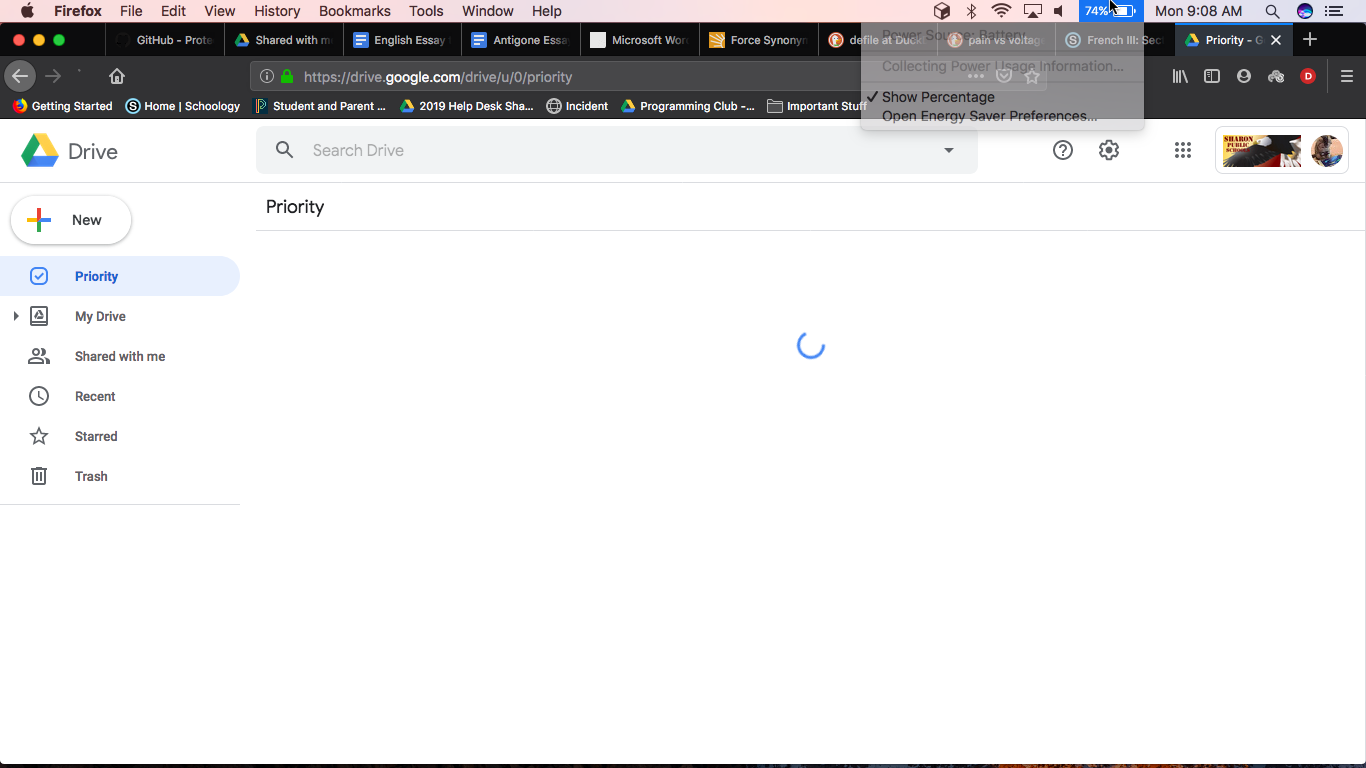 Firefox File Edit View History Bookmarks Tools Window Help 74% Mon 9:08 AM
GitHub - Prote
Shared with m
English Essay
Antigone Essa
Microsoft Wor
Force Synonym
defile at Duck
pain vs voltage
French III: Sec
Priority - G
Power Source: Battery
Collecting Power Usage Information...
Show Percentage
Open Energy Saver Preferences...
https://drive.google.com/drive/u/0/priority
Getting Started
Home | Schoology
Student and Parent ...
2019 Help Desk Sha...
Incident
Programming Club -...
Important Stuff
Drive
Search Drive
SHARON
PUBLIC
SCHOOLS
New
Priority
Priority
My Drive
Shared with me
Recent
Starred
Trash